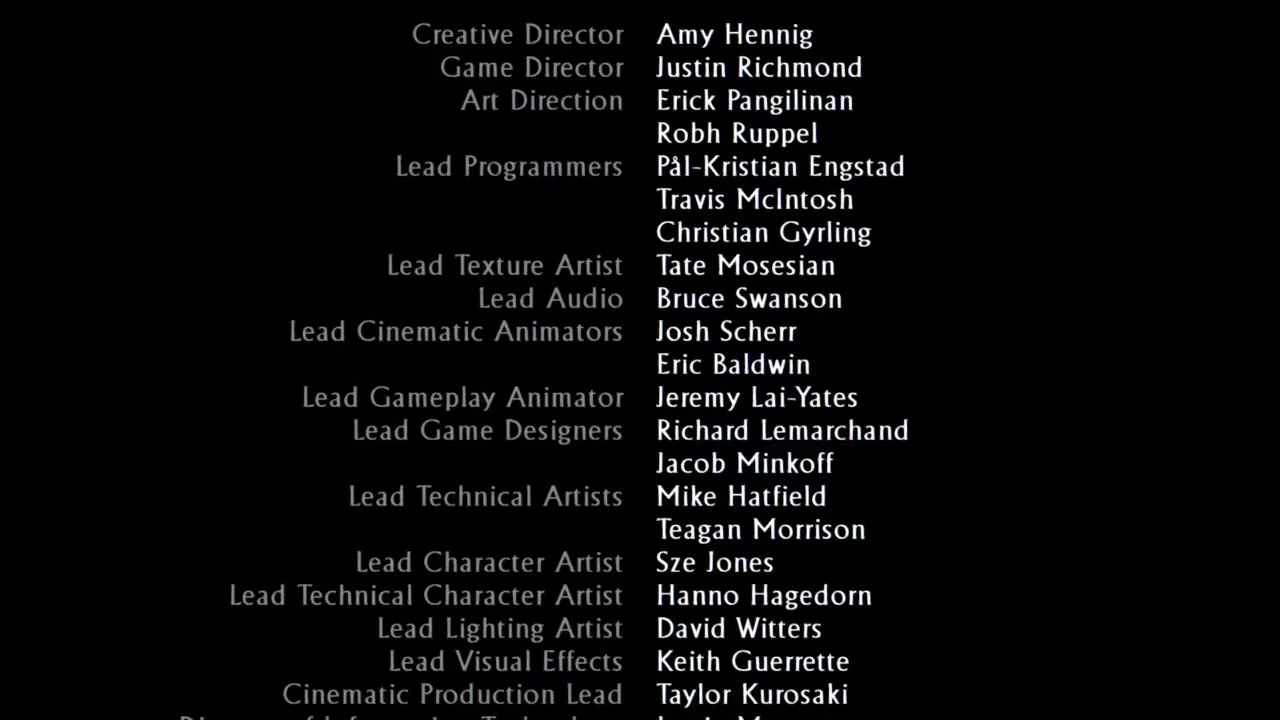 Creative Director Amy Hennig
Game Director Justin Richmond
Art Direction Erick Pangilinan
Robh Ruppel
Lead Programmers Pål-Kristian Engstad
Travis McIntosh
Christian Gyrling
Lead Texture Artist Tate Mosesian
Lead Audio Bruce Swanson
Lead Cinematic Animators Josh Scherr
Eric Baldwin
Lead Gameplay Animator Jeremy Lai-Yates
Lead Game Designers Richard Lemarchand
Jacob Minkoff
Lead Technical Artists Mike Hatfield
Teagan Morrison
Lead Character Artist Sze Jones
Lead Technical Character Artist Hanno Hagedorn
Lead Lighting Artist David Witters
Lead Visual Effects Keith Guerrette
Cinematic Production Lead Taylor Kurosaki